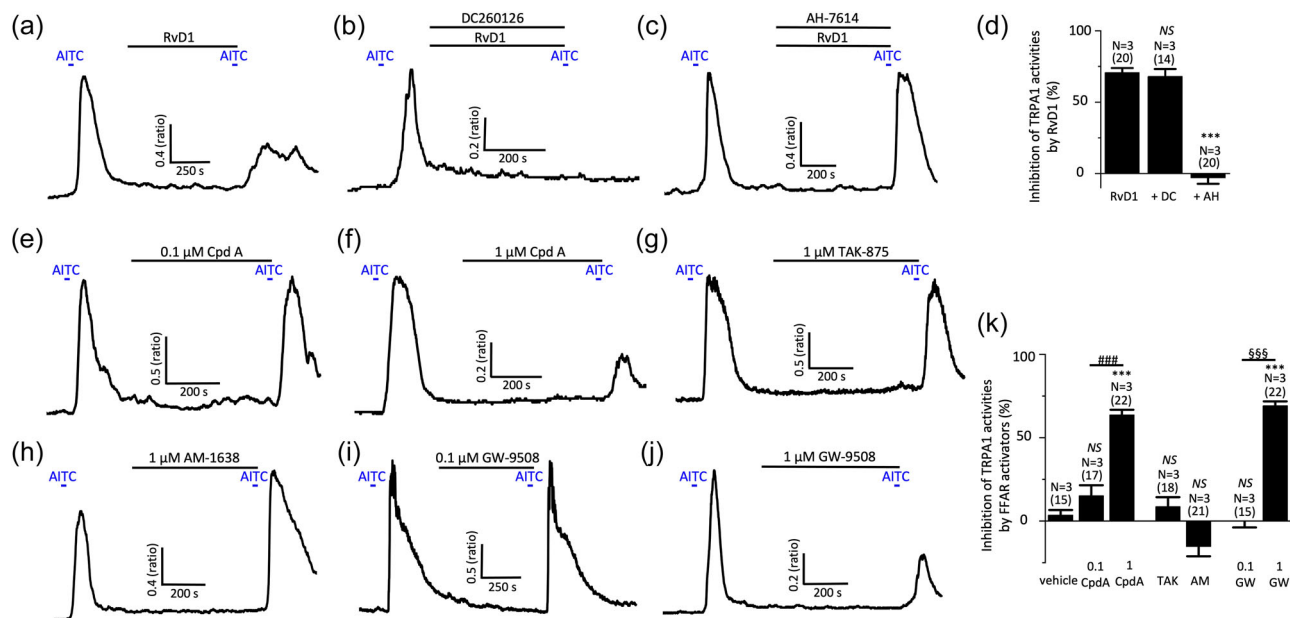 (a)
RvD1
AITC
AITC
0.4 (ratio)
250 s
(b)
DC260126
RvD1
AITC
AITC
0.2 (ratio)
200 s
(c)
AH-7614
RvD1
AITC
AITC
0.4 (ratio)
200 s
(d)
Inhibition of TRPA1 activities
by RvD1 (%)
100
50
0
N=3
(20)
NS
N=3
(14)
***
N=3
(20)
RvD1
+ DC
+ AH
(e)
0.1 µM Cpd A
AITC
AITC
0.5 (ratio)
200 s
(f)
1 µM Cpd A
AITC
AITC
0.2 (ratio)
200 s
(g)
1 µM TAK-875
AITC
AITC
0.5 (ratio)
200 s
(h)
1 µM AM-1638
AITC
AITC
0.4 (ratio)
200 s
(i)
0.1 µM GW-9508
AITC
AITC
0.5 (ratio)
250 s
(j)
1 µM GW-9508
AITC
AITC
0.2 (ratio)
200 s
(k)
Inhibition of TRPA1 activities
by FFAR activators (%)
100
50
0
N=3
(15)
NS
N=3
(17)
###
***
N=3
(22)
NS
N=3
(18)
NS
N=3
(21)
NS
N=3
(15)
§§§
***
N=3
(22)
vehicle
0.1
CpdA
1
CpdA
TAK
AM
0.1
GW
1
GW